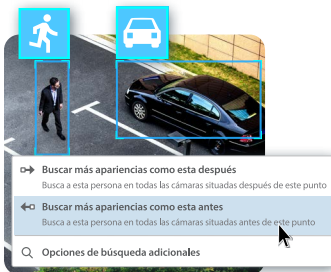 Buscar más apariencias como esta después
Busca a esta persona en todas las cámaras situadas después de este punto
Buscar más apariencias como esta antes
Busca a esta persona en todas las cámaras situadas antes de este punto
Opciones de búsqueda adicionales